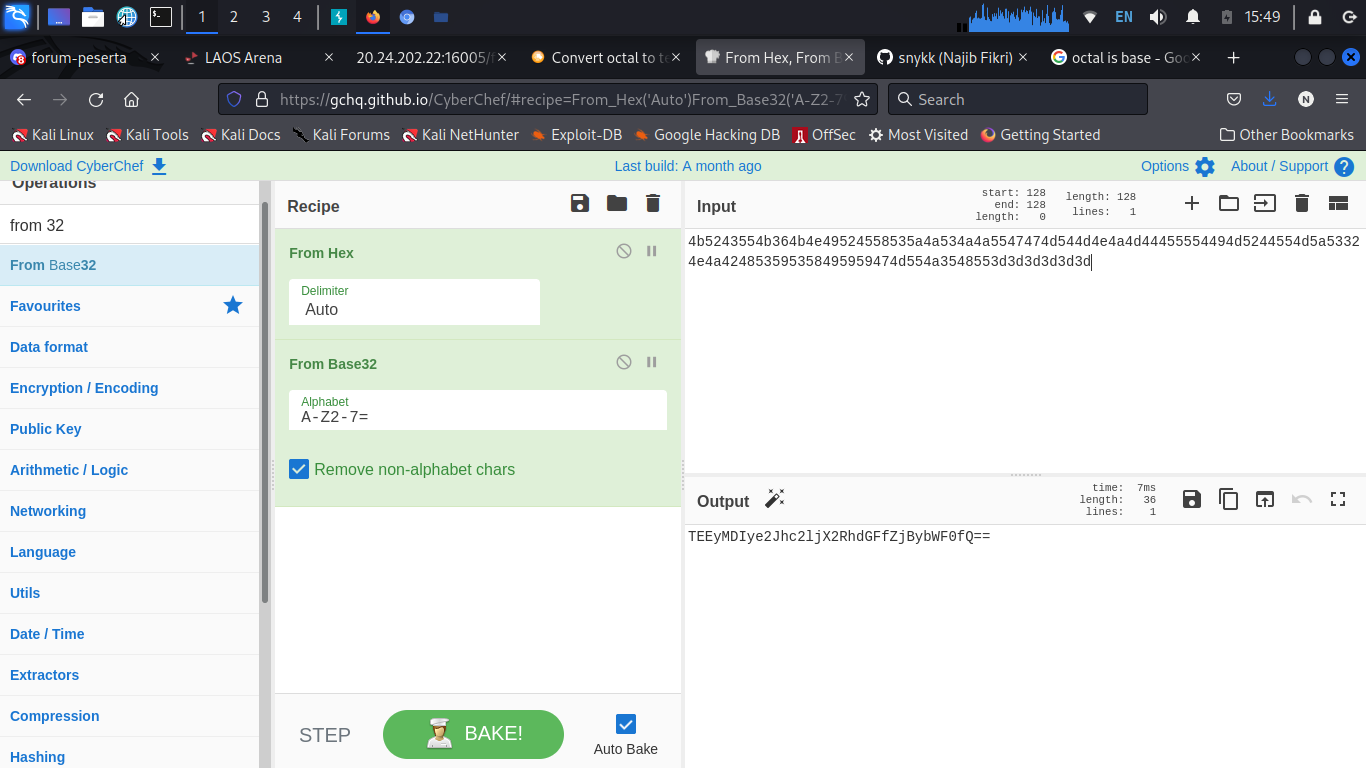 1 2 3 4 EN 15:49
forum-peserta LAOS Arena 20.24.202.22:16005/ Convert octal to te From Hex, From B snykk (Najib Fikri) octal is base - Goo
https://gchq.github.io/CyberChef/#recipe=From_Hex('Auto')From_Base32('A-Z2-7 Search
Kali Linux Kali Tools Kali Docs Kali Forums Kali NetHunter Exploit-DB Google Hacking DB OffSec Most Visited Getting Started Other Bookmarks
Download CyberChef Last build: A month ago Options About / Support
Operations
from 32
From Base32
Favourites
Data format
Encryption / Encoding
Public Key
Arithmetic / Logic
Networking
Language
Utils
Date / Time
Extractors
Compression
Hashing
Recipe
From Hex
Delimiter
Auto
From Base32
Alphabet
A-Z2-7=
Remove non-alphabet chars
STEP
BAKE!
Auto Bake
Input
start: 128
end: 128
length: 0
length: 128
lines: 1
4b5243554b364b4e49524558535a4a534a4a5547474d544d4e4a4d44455554494d5244554d5a5332
4e4a424853595358495959474d554a3548553d3d3d3d3d3d
Output
time: 7ms
length: 36
lines: 1
TEEyMDIye2Jhc2ljX2RhdGFfZjBybWF0fQ==